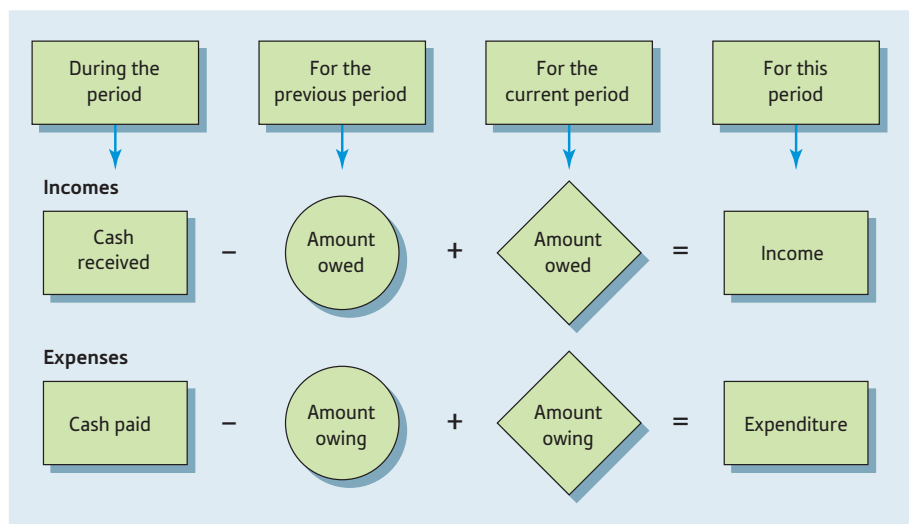 During the
period
For the
previous period
For the
current period
For this
period
Incomes
Cash
received
–
Amount
owed
+
Amount
owed
=
Income
Expenses
Cash paid
–
Amount
owing
+
Amount
owing
=
Expenditure